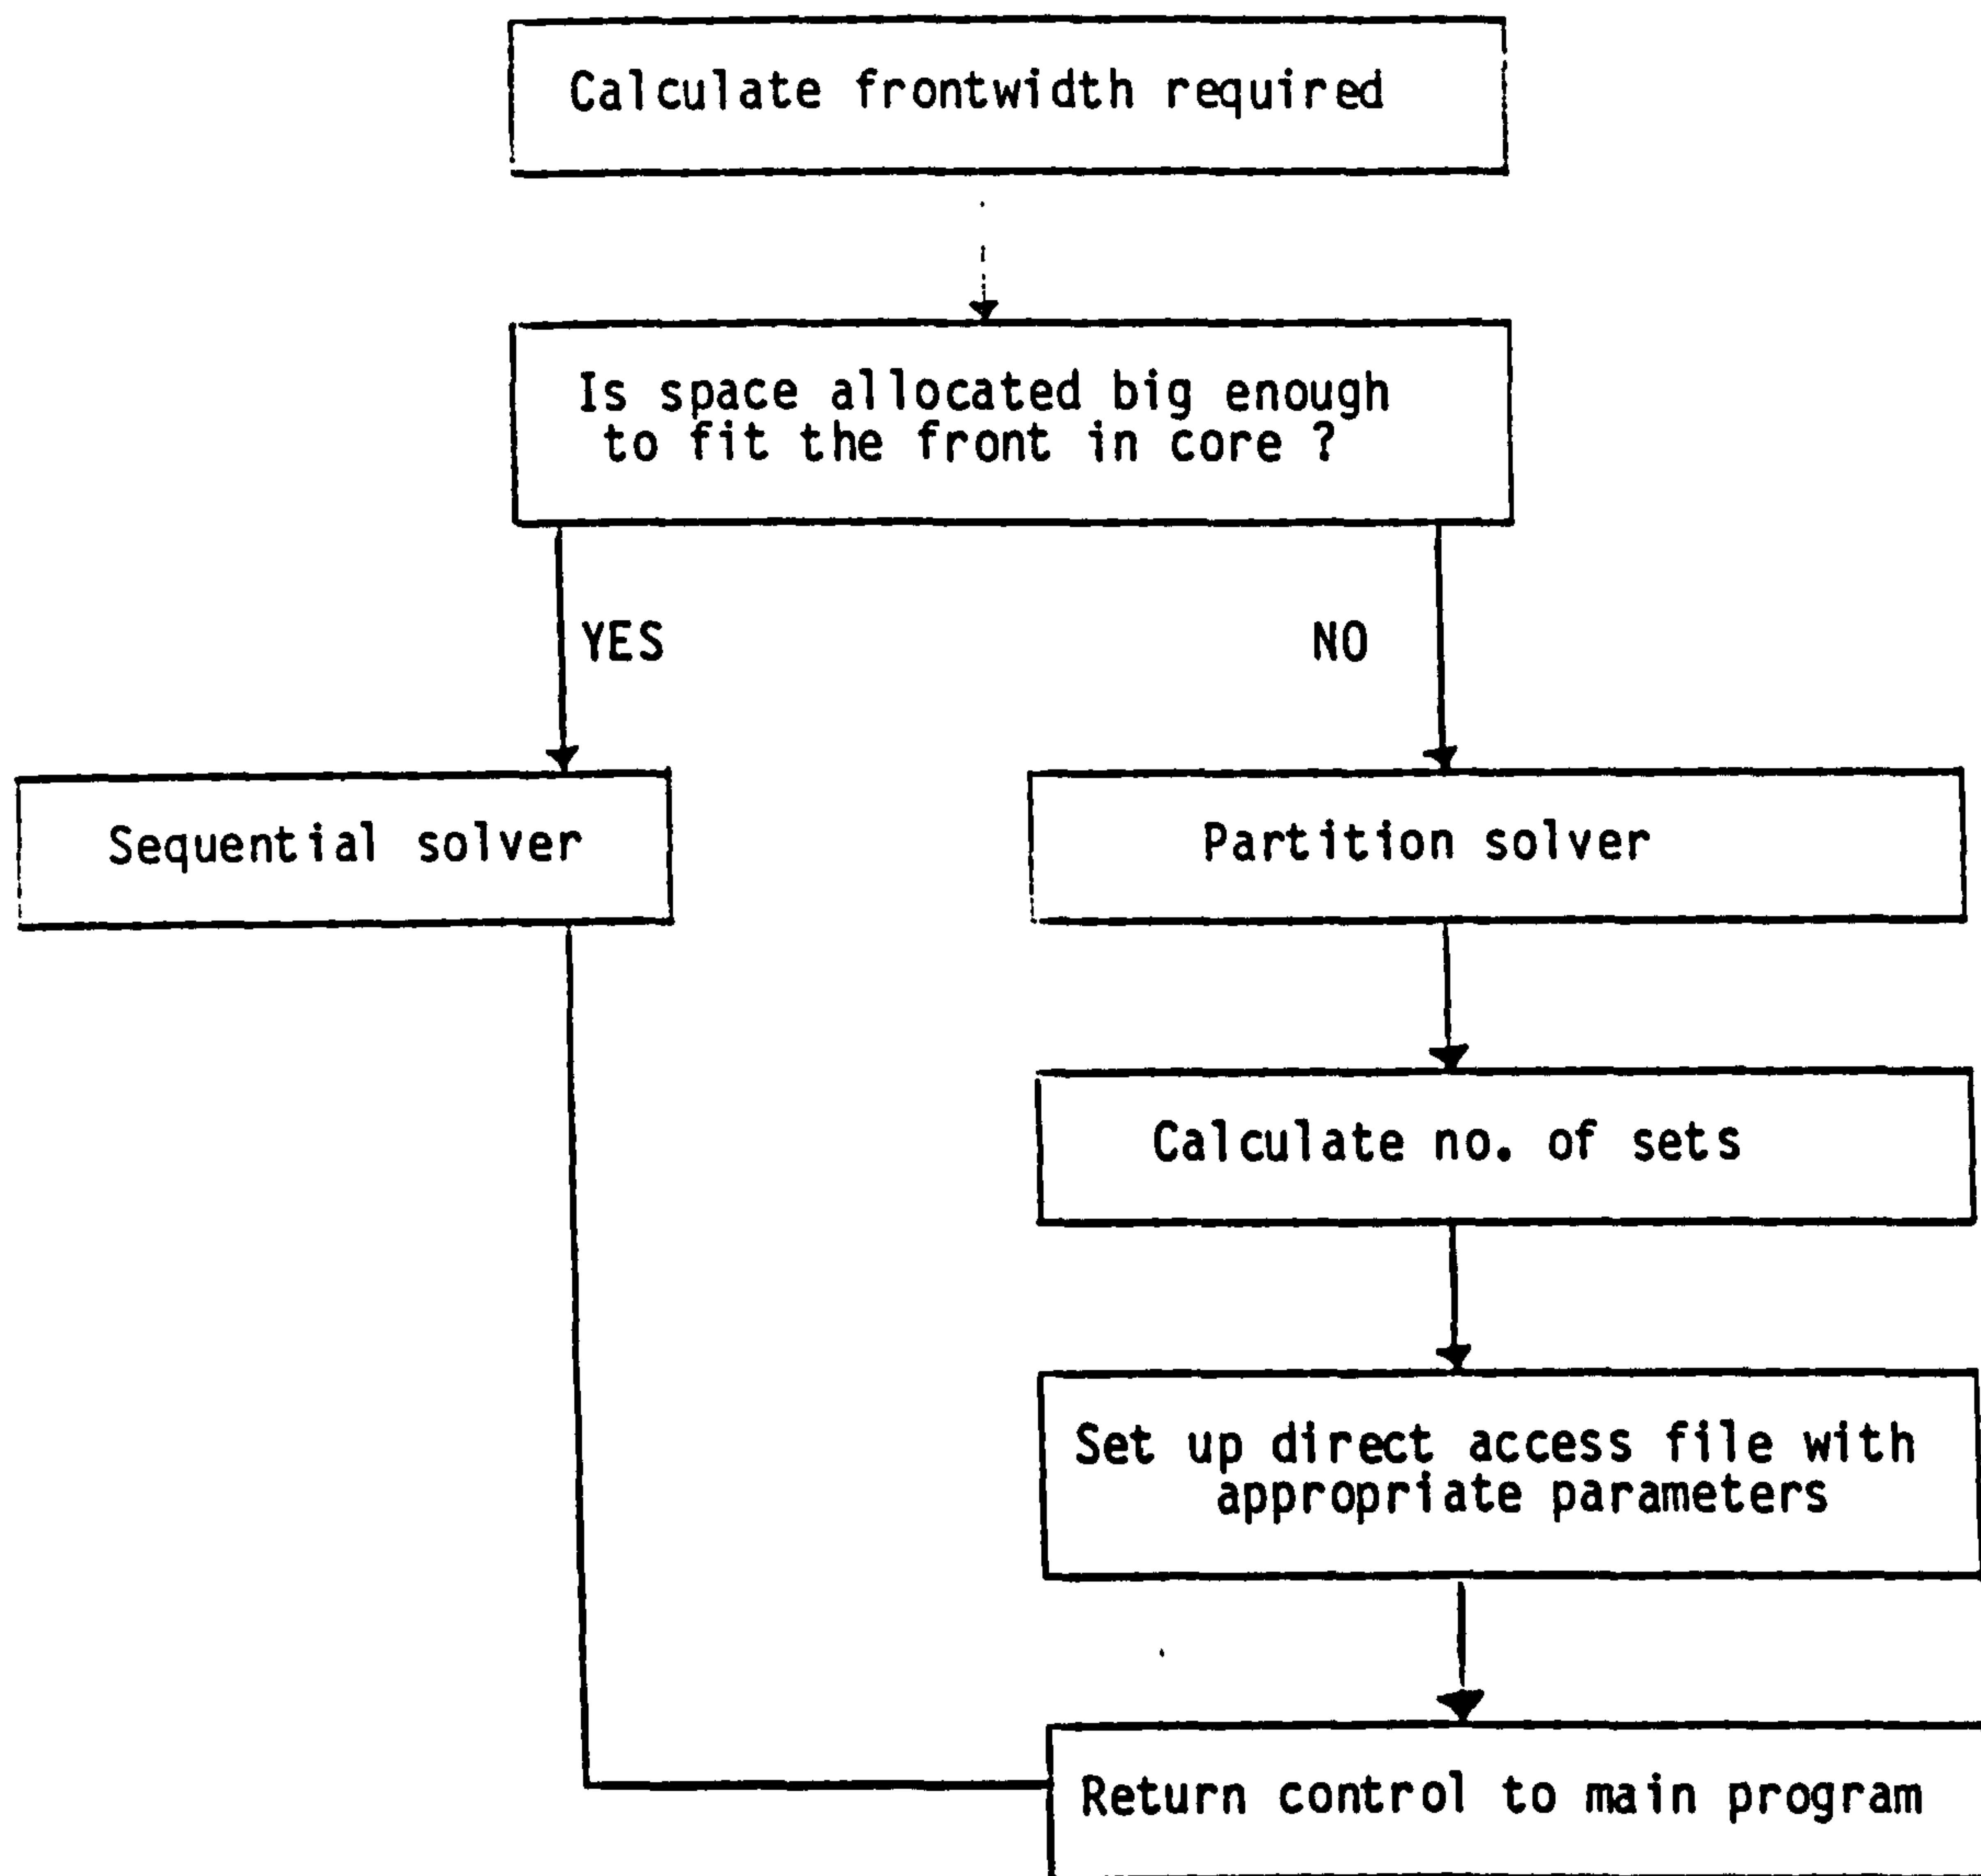 Calculate frontwidth required
Is space allocated big enough
to fit the front in core ?
YES
NO
Sequential solver
Partition solver
Calculate no. of sets
Set up direct access file with
appropriate parameters
Return control to main program